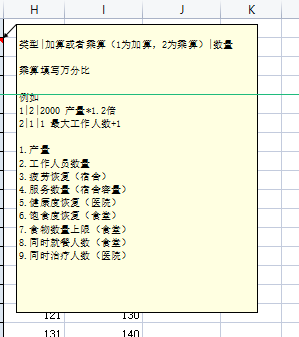 H I J K
类型|加算或者乘算（1为加算，2为乘算）|数量
乘算填写万分比
例如
1|2|2000 产量*1.2倍
2|1|1 最大工作人数+1
1.产量
2.工作人员数量
3.疲劳恢复（宿舍）
4.服务数量（宿舍容量）
5.健康度恢复（医院）
6.饱食度恢复（食堂）
7.食物数量上限（食堂）
8.同时就餐人数（食堂）
9.同时治疗人数（医院）
121 130
131 140